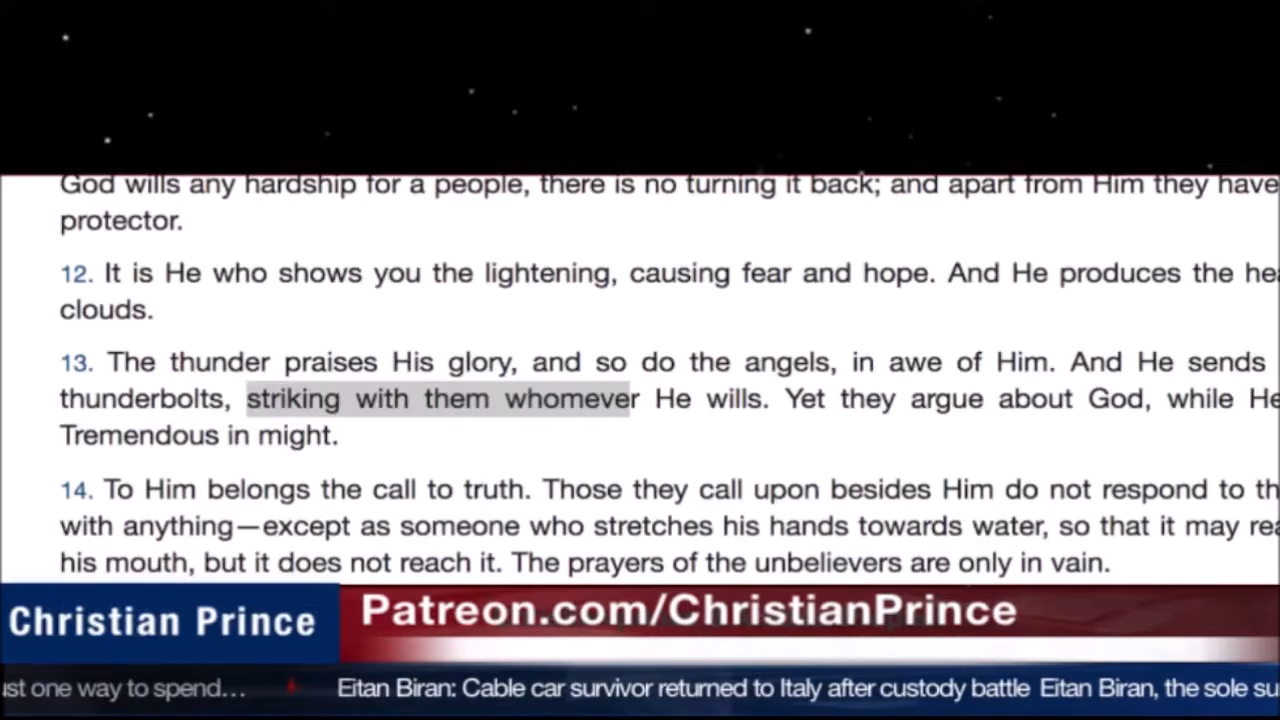 God wills any hardship for a people, there is no turning it back; and apart from Him they have
protector.
12. It is He who shows you the lightening, causing fear and hope. And He produces the hea
clouds.
13. The thunder praises His glory, and so do the angels, in awe of Him. And He sends
thunderbolts, striking with them whomever He wills. Yet they argue about God, while He
Tremendous in might.
14. To Him belongs the call to truth. Those they call upon besides Him do not respond to th
with anything—except as someone who stretches his hands towards water, so that it may rea
his mouth, but it does not reach it. The prayers of the unbelievers are only in vain.
Christian Prince
Patreon.com/ChristianPrince
ust one way to spend... Eitan Biran: Cable car survivor returned to Italy after custody battle Eitan Biran, the sole su